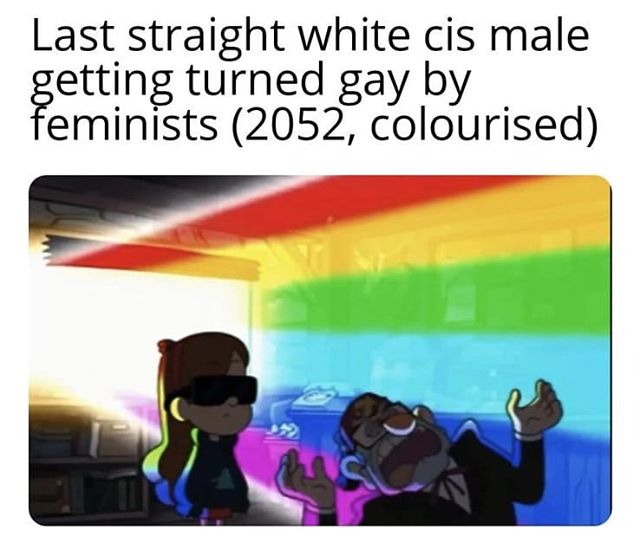 Last straight white cis male
getting turned gay by
feminists (2052, colourised)